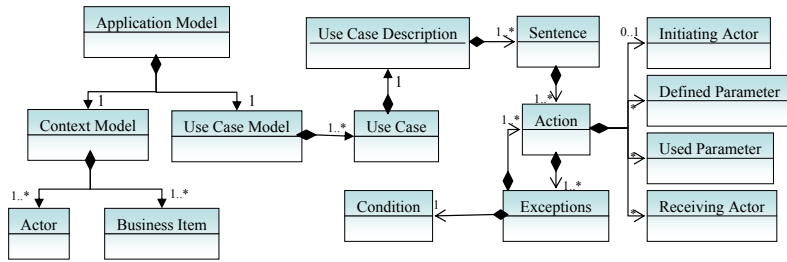 Application Model
Use Case Description
1..*
Sentence
0..1
Initiating Actor
1
1
1
1..*
Defined Parameter
*
Context Model
Use Case Model
1..*
Use Case
1..*
Action
*
Used Parameter
1..*
1..*
1..*
Actor
Business Item
Condition
1
Exceptions
*
Receiving Actor